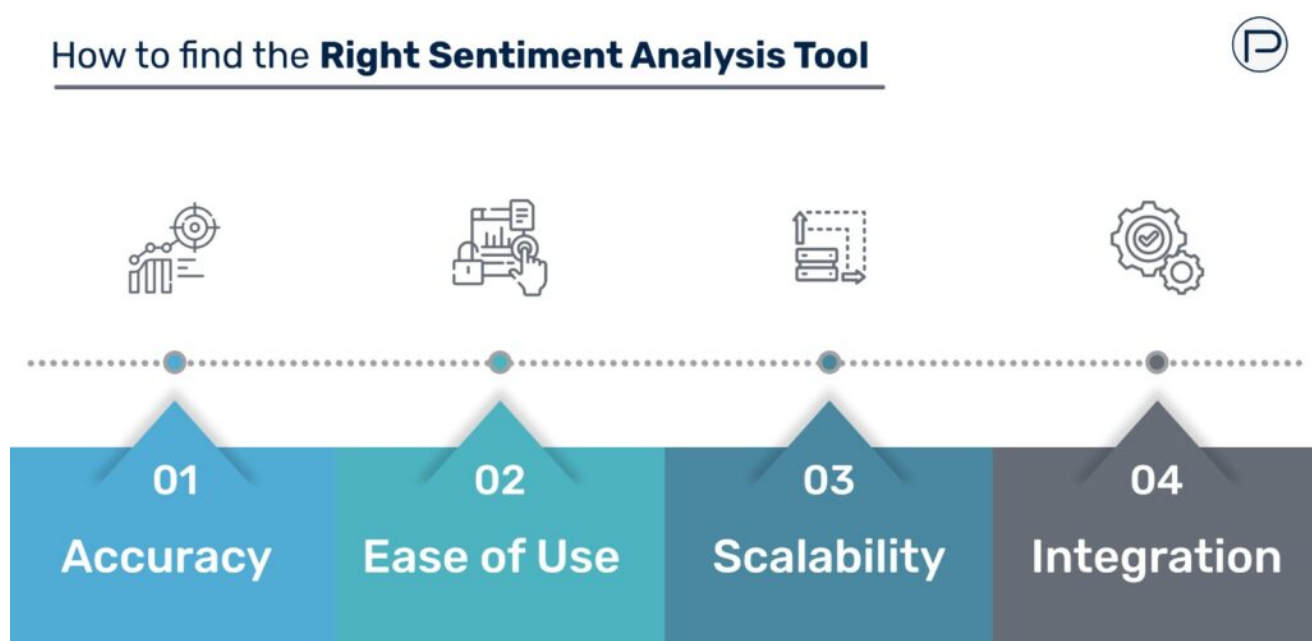 How to find the Right Sentiment Analysis Tool
P
01
Accuracy
02
Ease of Use
03
Scalability
04
Integration